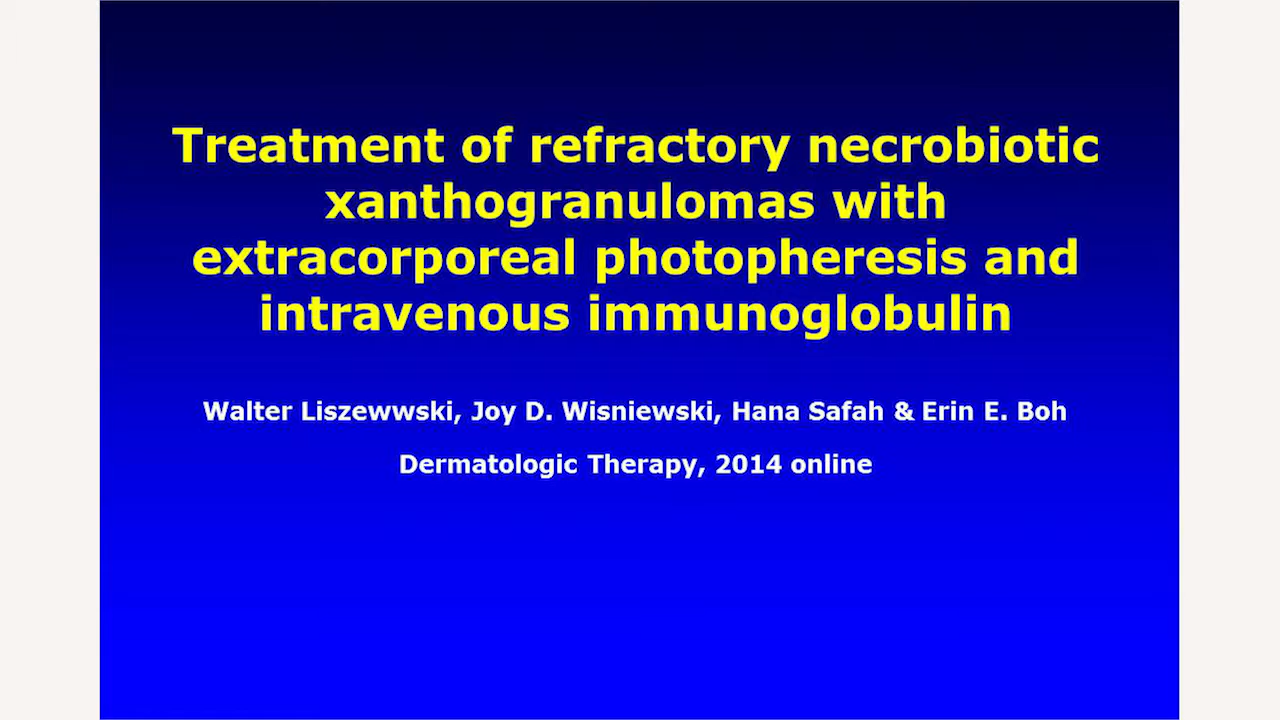 Treatment of refractory necrobiotic
xanthogranulomas with
extracorporeal photopheresis and
intravenous immunoglobulin
Walter Liszewwski, Joy D. Wisniewski, Hana Safah & Erin E. Boh
Dermatologic Therapy, 2014 online